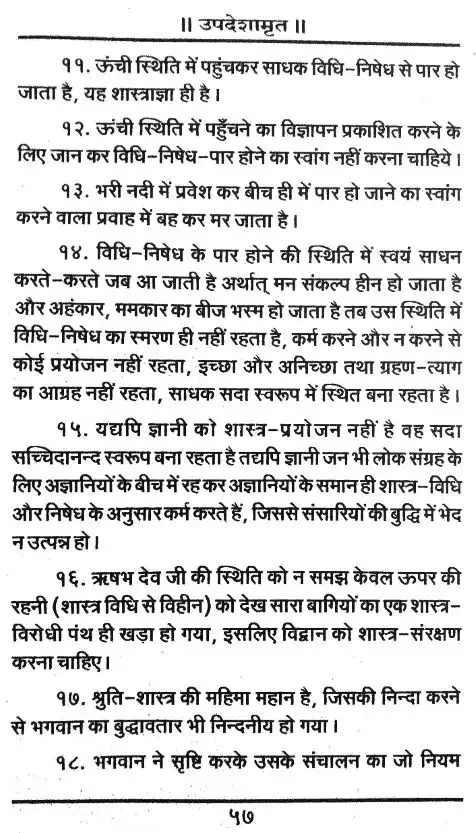 ॥ उपदेशामृत ॥
११. ऊंची स्थिति में पहुंचकर साधक विधि-निषेध से पार हो
जाता है, यह शास्त्राज्ञा ही है।
१२. ऊंची स्थिति में पहुँचने का विज्ञापन प्रकाशित करने के
लिए जान कर विधि-निषेध-पार होने का स्वांग नहीं करना चाहिये।
१३. भरी नदी में प्रवेश कर बीच ही में पार हो जाने का स्वांग
करने वाला प्रवाह में बह कर मर जाता है।
१४. विधि-निषेध के पार होने की स्थिति में स्वयं साधन
करते-करते जब आ जाती है अर्थात् मन संकल्प हीन हो जाता है
और अहंकार, ममकार का बीज भस्म हो जाता है तब उस स्थिति में
विधि-निषेध का स्मरण ही नहीं रहता है, कर्म करने और न करने से
कोई प्रयोजन नहीं रहता, इच्छा और अनिच्छा तथा ग्रहण-त्याग
का आग्रह नहीं रहता, साधक सदा स्वरूप में स्थित बना रहता है।
१५. यद्यपि ज्ञानी को शास्त्र-प्रयोजन नहीं है वह सदा
सच्चिदानन्द स्वरूप बना रहता है तद्यपि ज्ञानी जन भी लोक संग्रह के
लिए अज्ञानियों के बीच में रह कर अज्ञानियों के समान ही शास्त्र-विधि
और निषेध के अनुसार कर्म करते हैं, जिससे संसारियों की बुद्धि में भेद
न उत्पन्न हो।
१६. ऋषभ देव जी की स्थिति को न समझ केवल ऊपर की
रहनी (शास्त्र विधि से विहीन) को देख सारा बागियों का एक शास्त्र-
विरोधी पंथ ही खड़ा हो गया, इसलिए विद्वान को शास्त्र-संरक्षण
करना चाहिए।
१७. श्रुति-शास्त्र की महिमा महान है, जिसकी निन्दा करने
से भगवान का बुद्धावतार भी निन्दनीय हो गया।
१८. भगवान ने सृष्टि करके उसके संचालन का जो नियम
५७